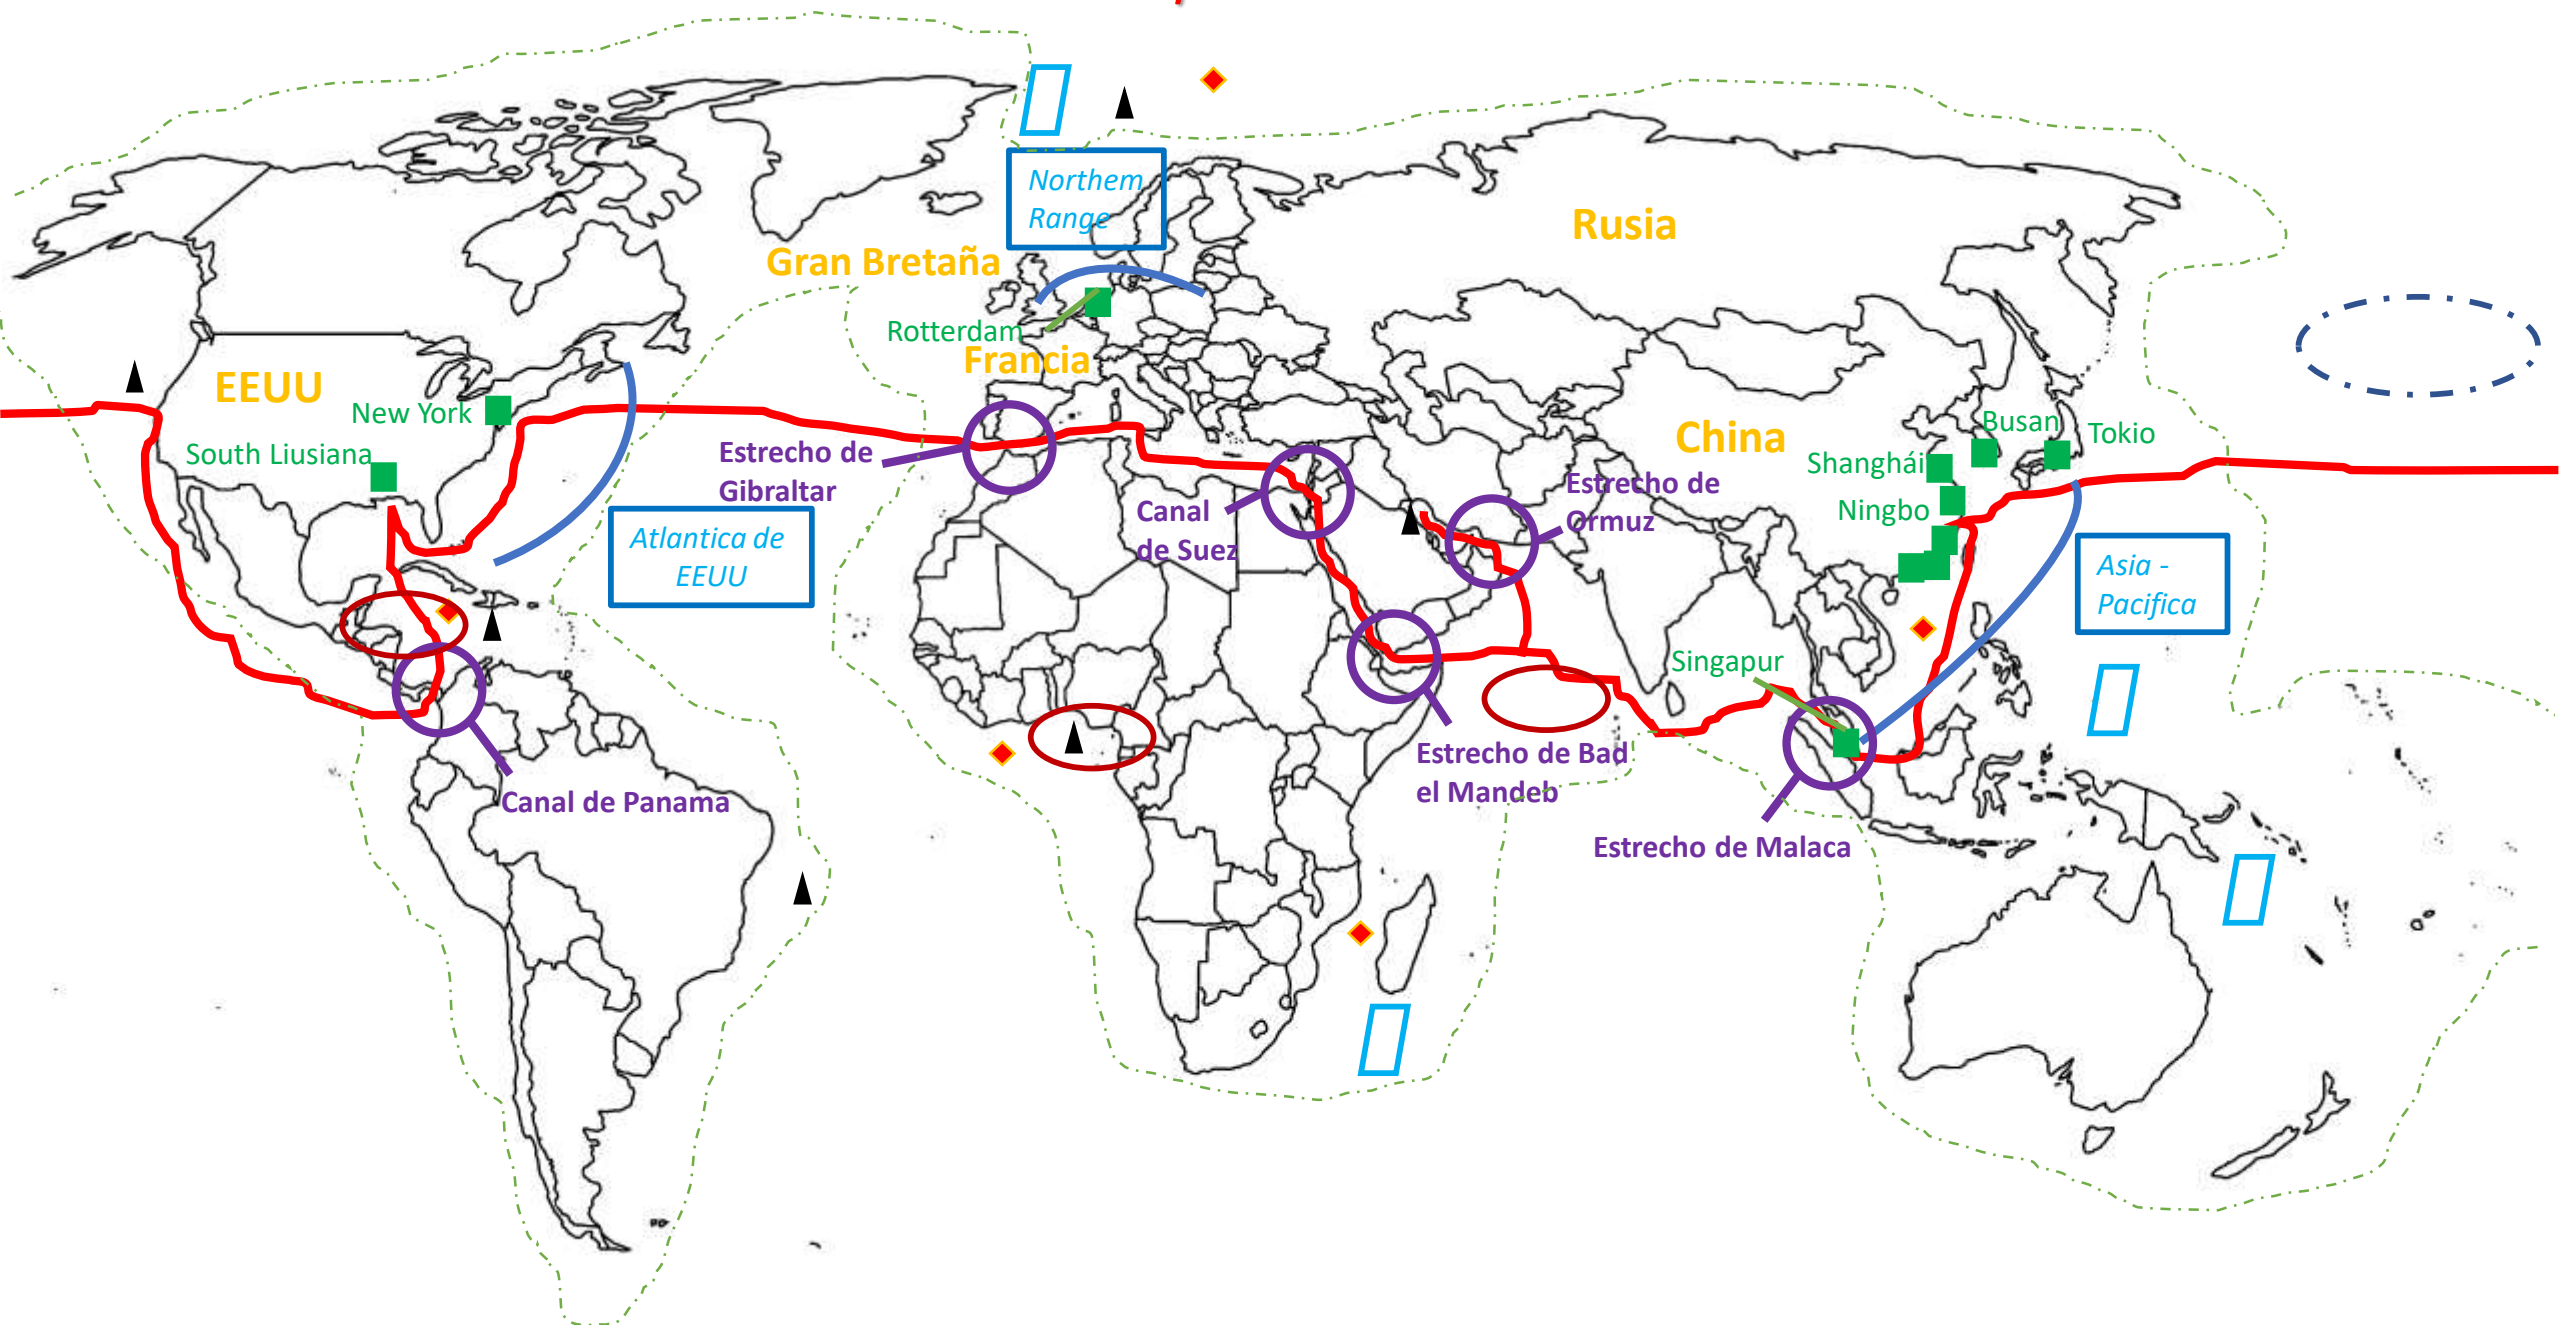 Northem
Range
Rusia
Gran Bretaña
Rotterdam
Francia
EEUU
New York
South Liusiana
Busan
Tokio
China
Shanghái
Ningbo
Estrecho de
Gibraltar
Canal
de Suez
Estrecho de
Ormuz
Atlantica de
EEUU
Asia -
Pacifica
Singapur
Estrecho de Bad
el Mandeb
Canal de Panama
Estrecho de Malaca